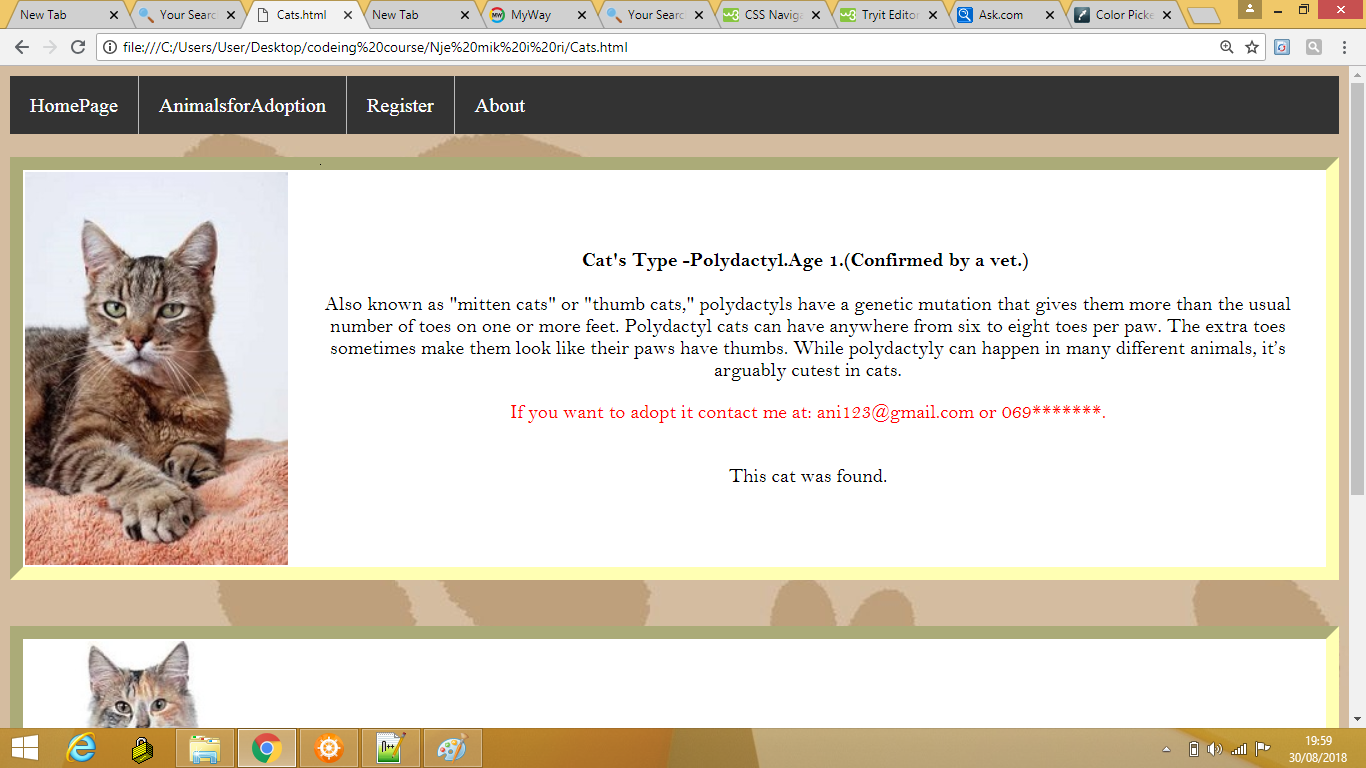 New Tab
Your Searc
Cats.html
New Tab
MyWay
Your Searc
CSS Naviga
Tryit Editor
Ask.com
Color Picke
file:///C:/Users/User/Desktop/codeing%20course/Nje%20mik%20i%20ri/Cats.html
HomePage
AnimalsforAdoption
Register
About
Cat's Type -Polydactyl.Age 1.(Confirmed by a vet.)
Also known as "mitten cats" or "thumb cats," polydactyls have a genetic mutation that gives them more than the usual
number of toes on one or more feet. Polydactyl cats can have anywhere from six to eight toes per paw. The extra toes
sometimes make them look like their paws have thumbs. While polydactyly can happen in many different animals, it's
arguably cutest in cats.
If you want to adopt it contact me at: ani123@gmail.com or 069*******.
This cat was found.
19:59
30/08/2018